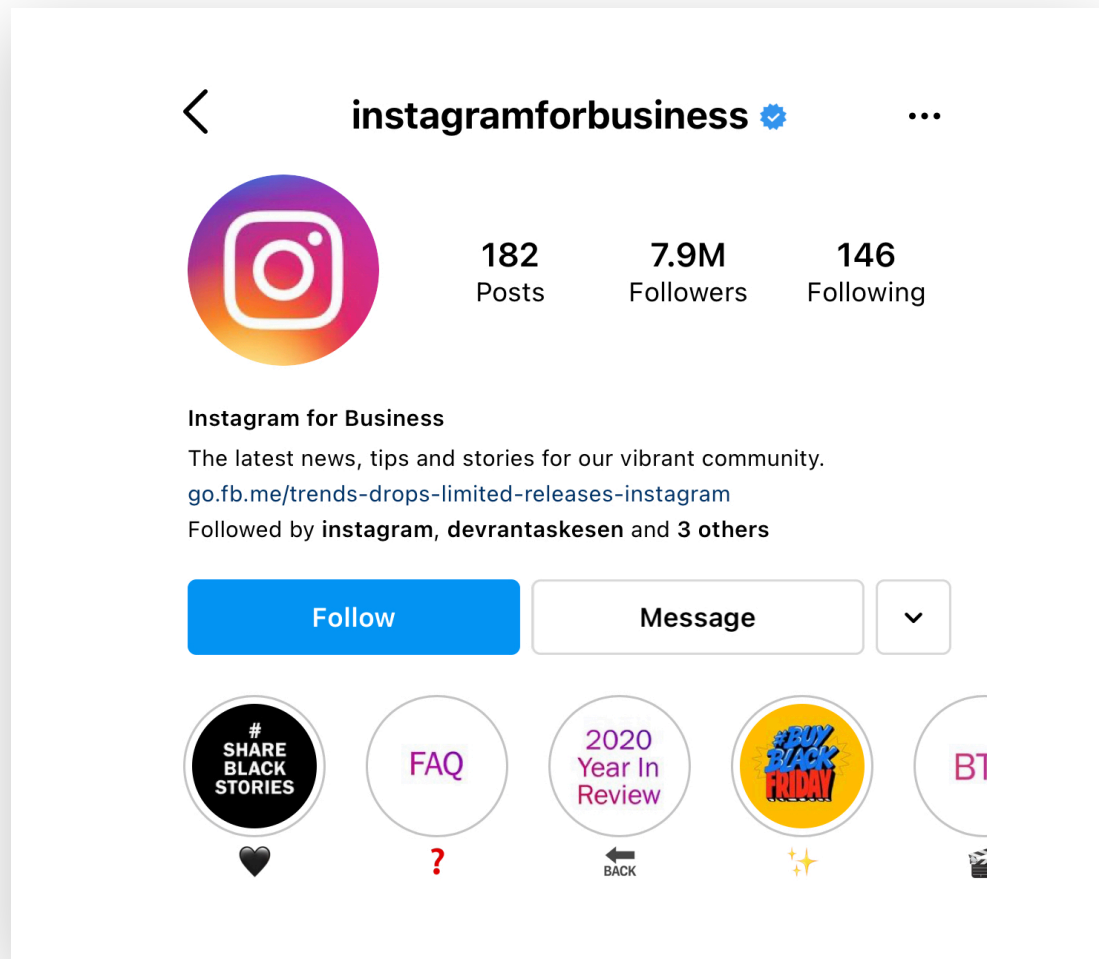 instagramforbusiness
182
Posts
7.9M
Followers
146
Following
Instagram for Business
The latest news, tips and stories for our vibrant community.
go.fb.me/trends-drops-limited-releases-instagram
Followed by instagram, devrantaskesen and 3 others
Follow
Message
#
SHARE
BLACK
STORIES
FAQ
2020
Year In
Review
#BUY
BLACK
FRIDAY
BT
BACK